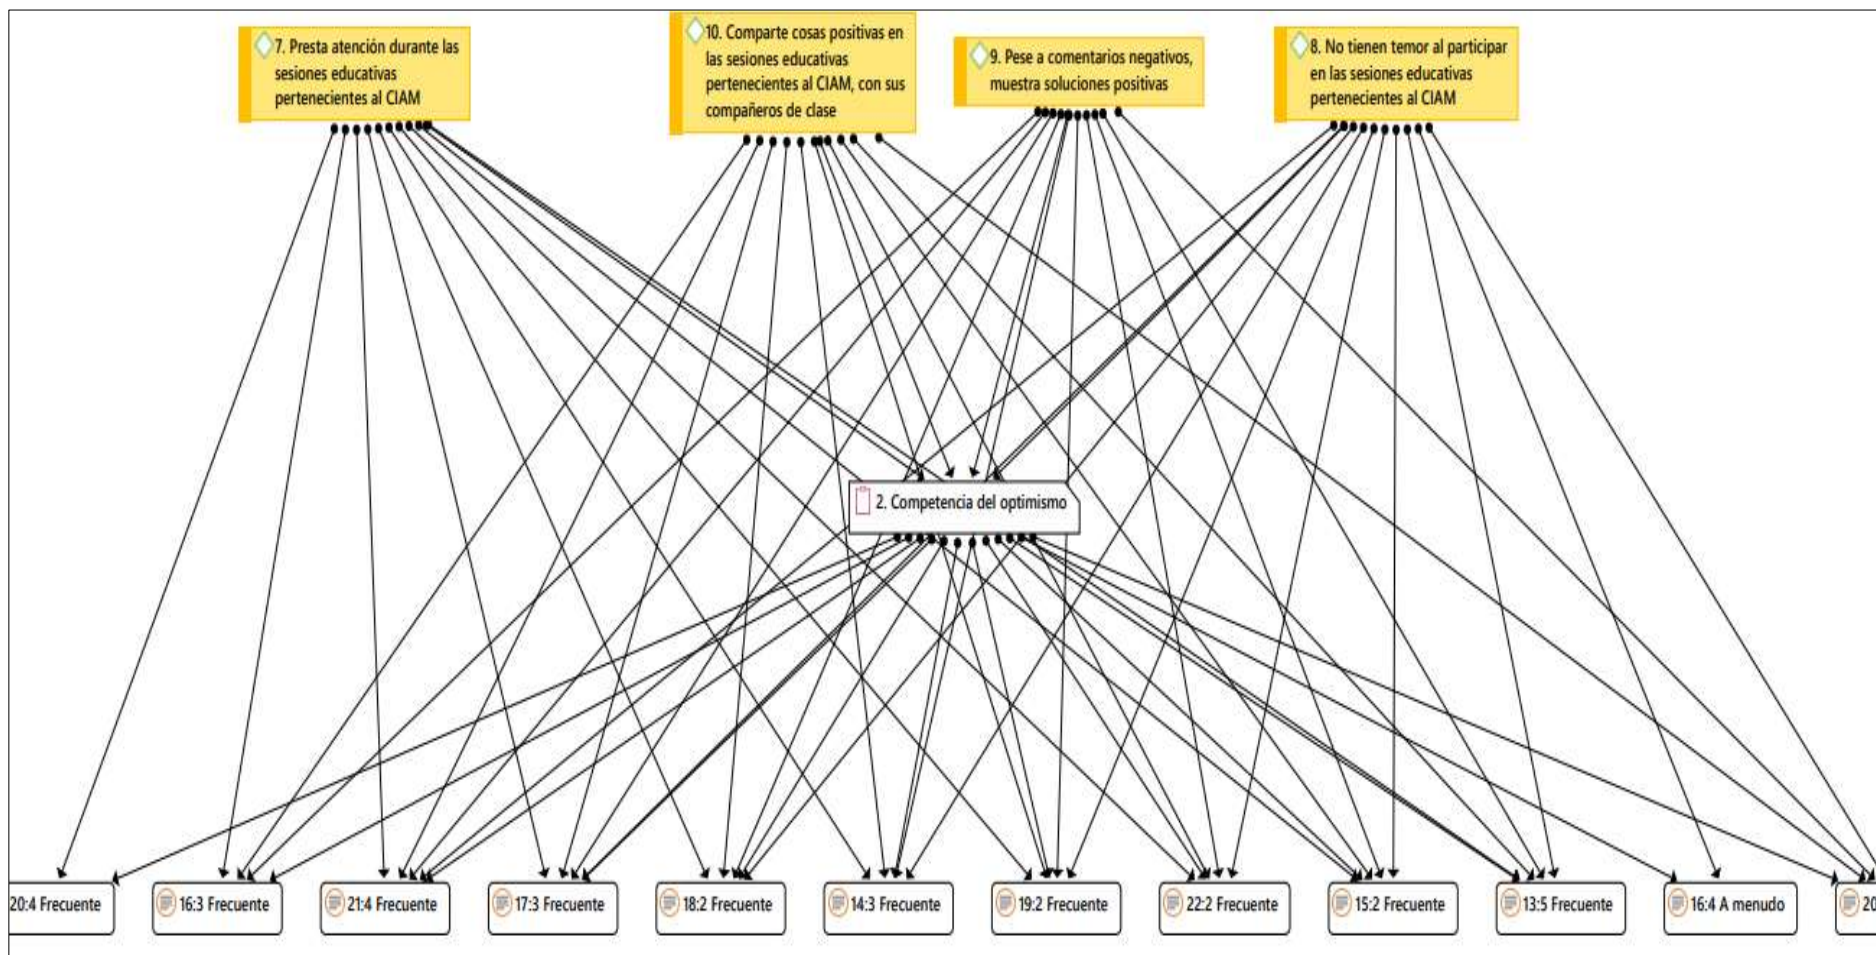 7. Presta atención durante las
sesiones educativas
pertenecientes al CIAM
10. Comparte cosas positivas en
las sesiones educativas
pertenecientes al CIAM, con sus
compañeros de clase
9. Pese a comentarios negativos,
muestra soluciones positivas
8. No tienen temor al participar
en las sesiones educativas
pertenecientes al CIAM
2. Competencia del optimismo
20:4 Frecuente
16:3 Frecuente
21:4 Frecuente
17:3 Frecuente
18:2 Frecuente
14:3 Frecuente
19:2 Frecuente
22:2 Frecuente
15:2 Frecuente
13:5 Frecuente
16:4 A menudo
20